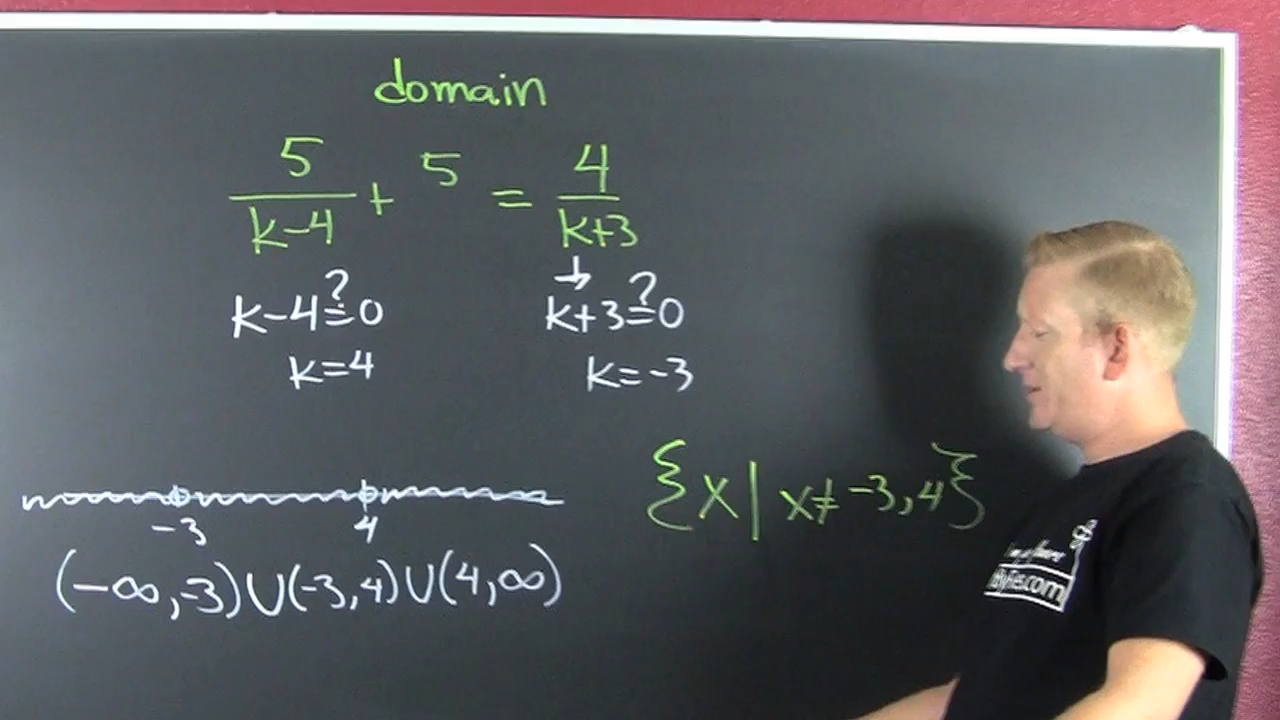 domain
5/(k-4) + 5 = 4/(k+3)
k-4≟0 k+3≟0
k=4 k=-3
-3 4
(-∞,-3)∪(-3,4)∪(4,∞)
{x|x≠-3,4}